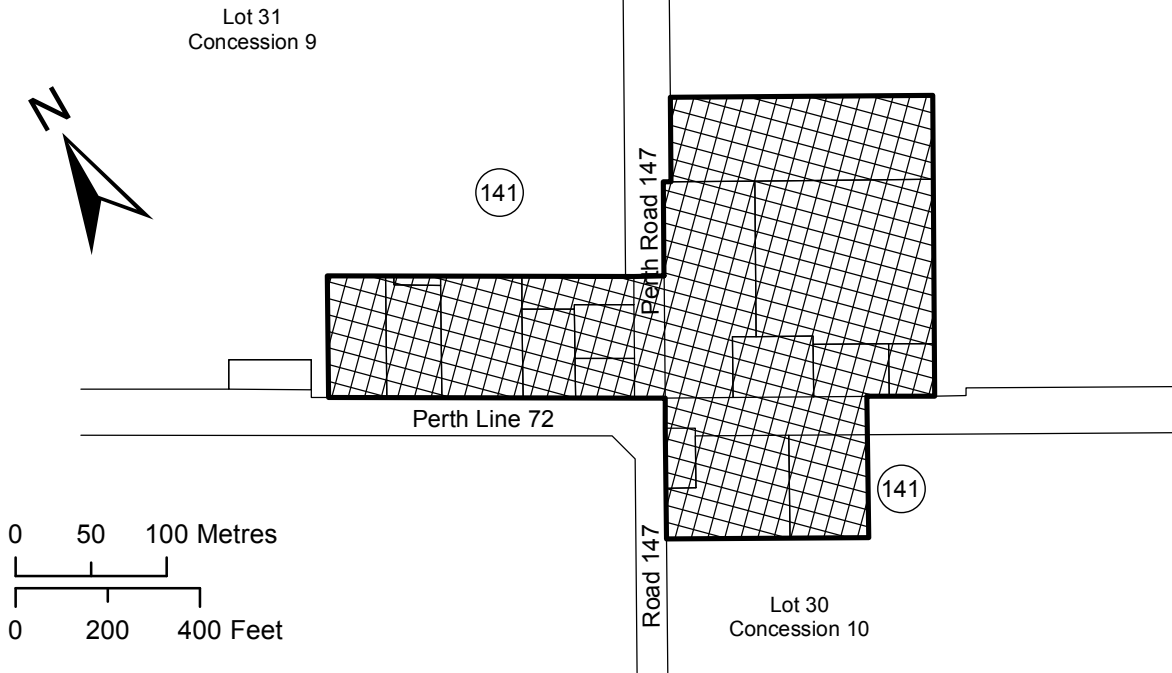 Lot 31
Concession 9
N
141
Perth Road 147
Perth Line 72
141
0 50 100 Metres
0 200 400 Feet
Road 147
Lot 30
Concession 10